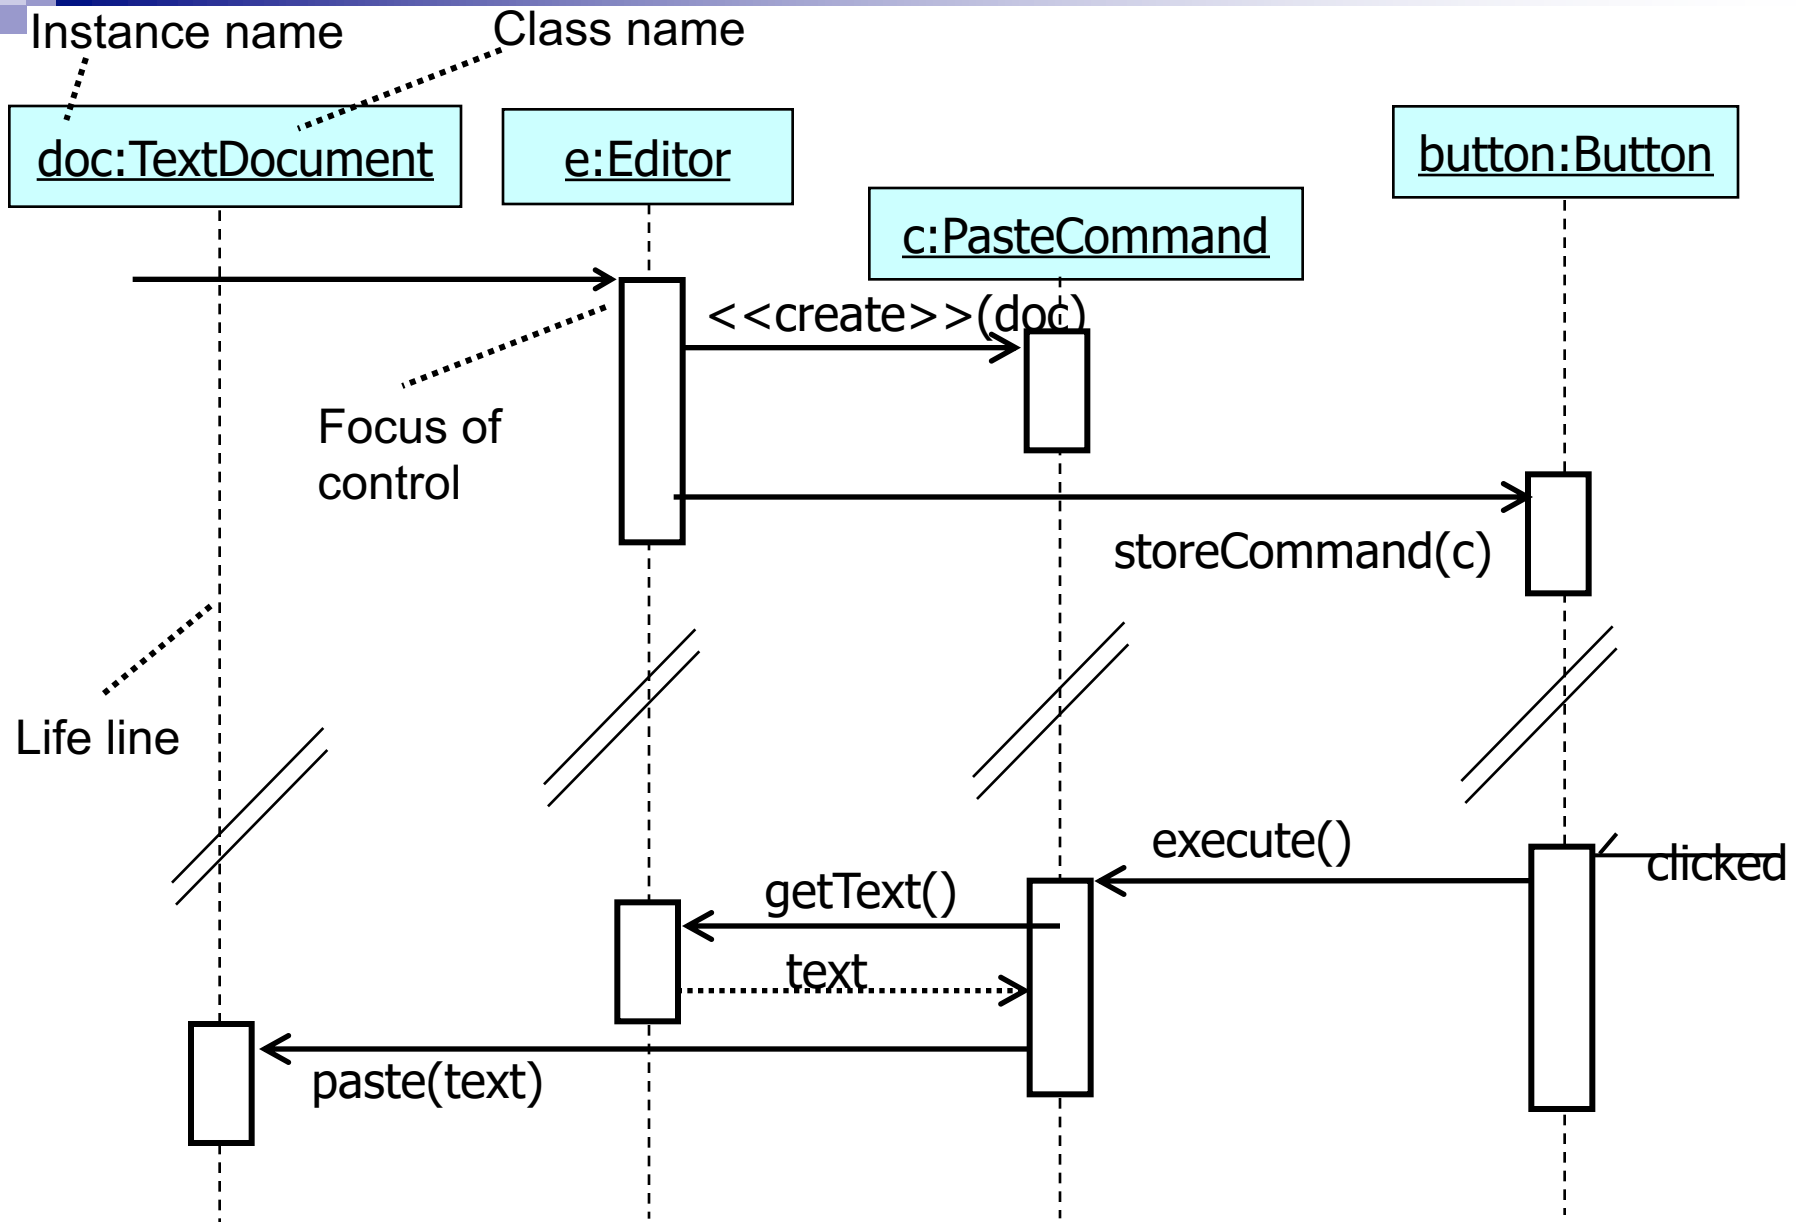 Instance name
Class name
doc:TextDocument
e:Editor
button:Button
c:PasteCommand
<<create>>(doc)
Focus of
control
storeCommand(c)
Life line
execute()
clicked
getText()
text
paste(text)